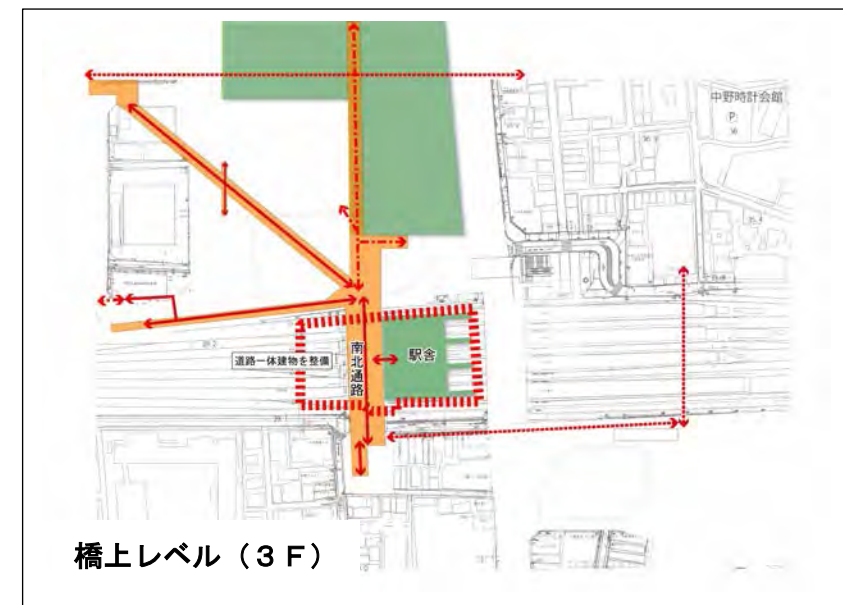 中野時計会館
P
道路一体建物を整備
南北通路
駅舎
橋上レベル（３Ｆ）